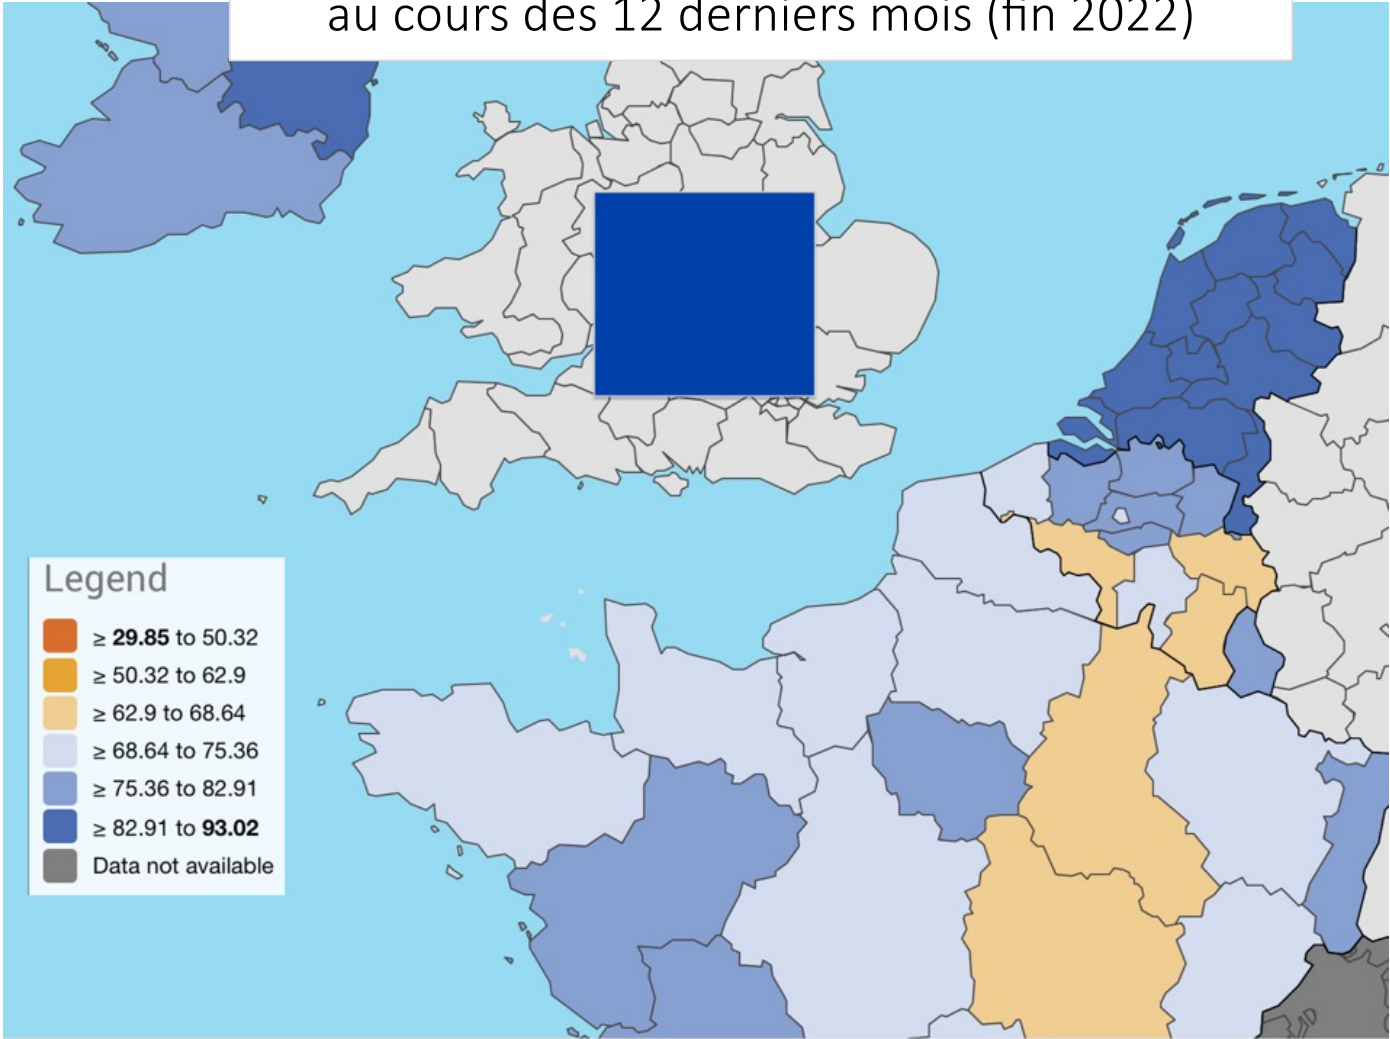 au cours des 12 derniers mois (fin 2022)
Legend
≥ 29.85 to 50.32
≥ 50.32 to 62.9
≥ 62.9 to 68.64
≥ 68.64 to 75.36
≥ 75.36 to 82.91
≥ 82.91 to 93.02
Data not available